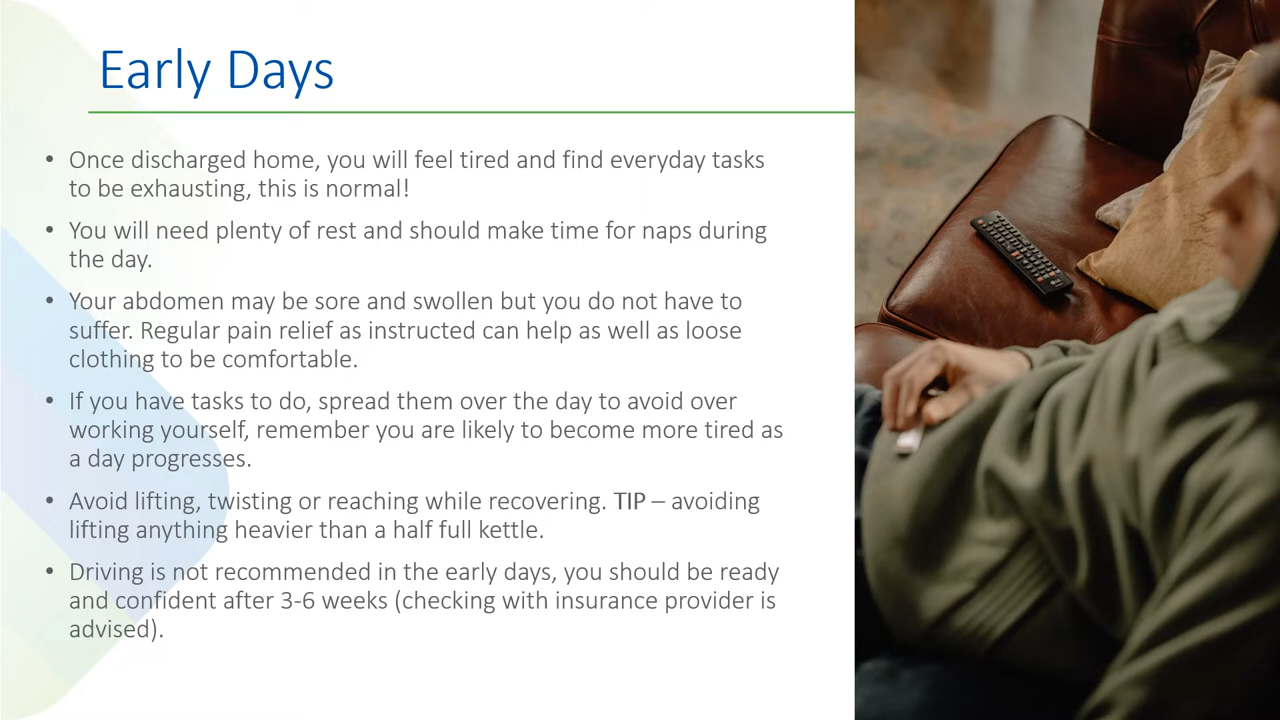 Early Days
• Once discharged home, you will feel tired and find everyday tasks
to be exhausting, this is normal!
• You will need plenty of rest and should make time for naps during
the day.
• Your abdomen may be sore and swollen but you do not have to
suffer. Regular pain relief as instructed can help as well as loose
clothing to be comfortable.
• If you have tasks to do, spread them over the day to avoid over
working yourself, remember you are likely to become more tired as
a day progresses.
• Avoid lifting, twisting or reaching while recovering. TIP – avoiding
lifting anything heavier than a half full kettle.
• Driving is not recommended in the early days, you should be ready
and confident after 3-6 weeks (checking with insurance provider is
advised).